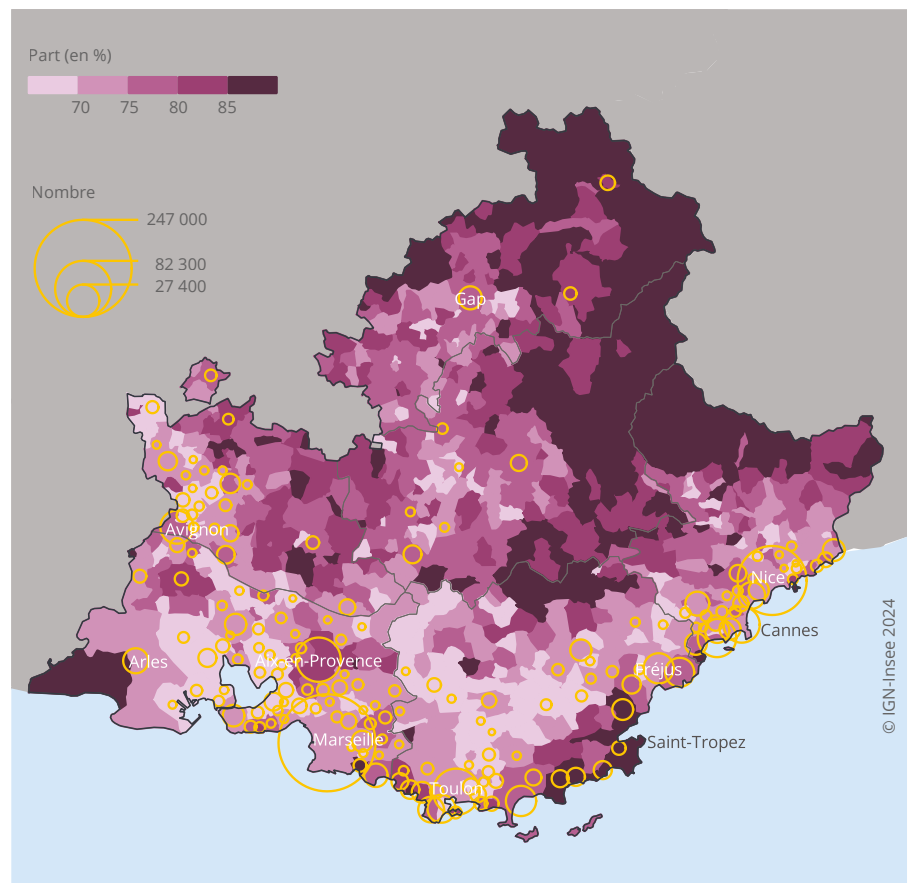 Part (en %)
70 75 80 85
Nombre
247 000
82 300
27 400
Gap
Avignon
Nice
Cannes
Arles
Aix-en-Provence
Fréjus
Marseille
Saint-Tropez
Toulon
© IGN-Insee 2024